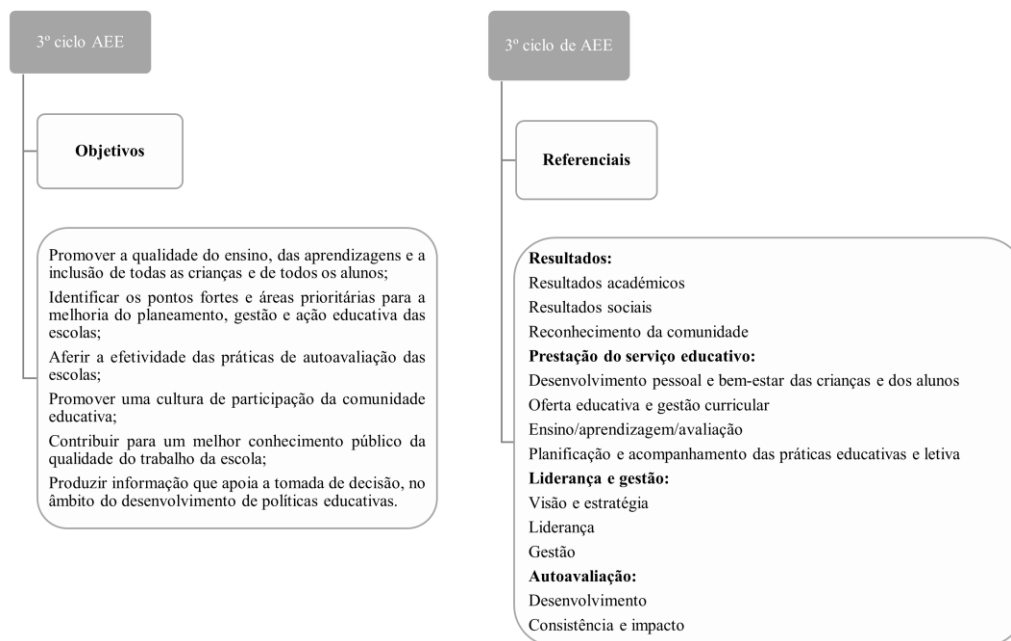 3º ciclo AEE
Objetivos
Promover a qualidade do ensino, das aprendizagens e a
inclusão de todas as crianças e de todos os alunos;
Identificar os pontos fortes e áreas prioritárias para a
melhoria do planeamento, gestão e ação educativa das
escolas;
Aferir a efetividade das práticas de autoavaliação das
escolas;
Promover uma cultura de participação da comunidade
educativa;
Contribuir para um melhor conhecimento público da
qualidade do trabalho da escola;
Produzir informação que apoia a tomada de decisão, no
âmbito do desenvolvimento de políticas educativas.
3º ciclo de AEE
Referenciais
Resultados:
Resultados académicos
Resultados sociais
Reconhecimento da comunidade
Prestação do serviço educativo:
Desenvolvimento pessoal e bem-estar das crianças e dos alunos
Oferta educativa e gestão curricular
Ensino/aprendizagem/avaliação
Planificação e acompanhamento das práticas educativas e letiva
Liderança e gestão:
Visão e estratégia
Liderança
Gestão
Autoavaliação:
Desenvolvimento
Consistência e impacto